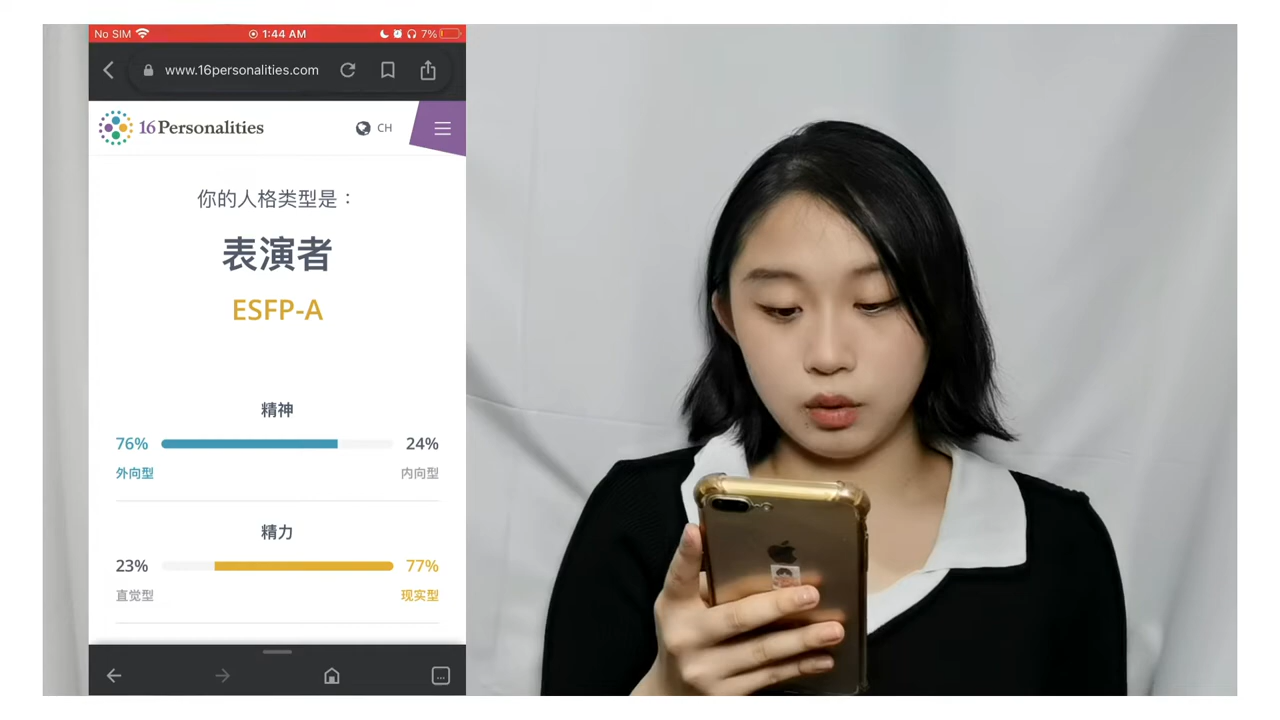 No SIM 1:44 AM 7%
www.16personalities.com
16Personalities CH
你的人格类型是：
表演者
ESFP-A
精神
76% 24%
外向型 内向型
精力
23% 77%
直觉型 现实型